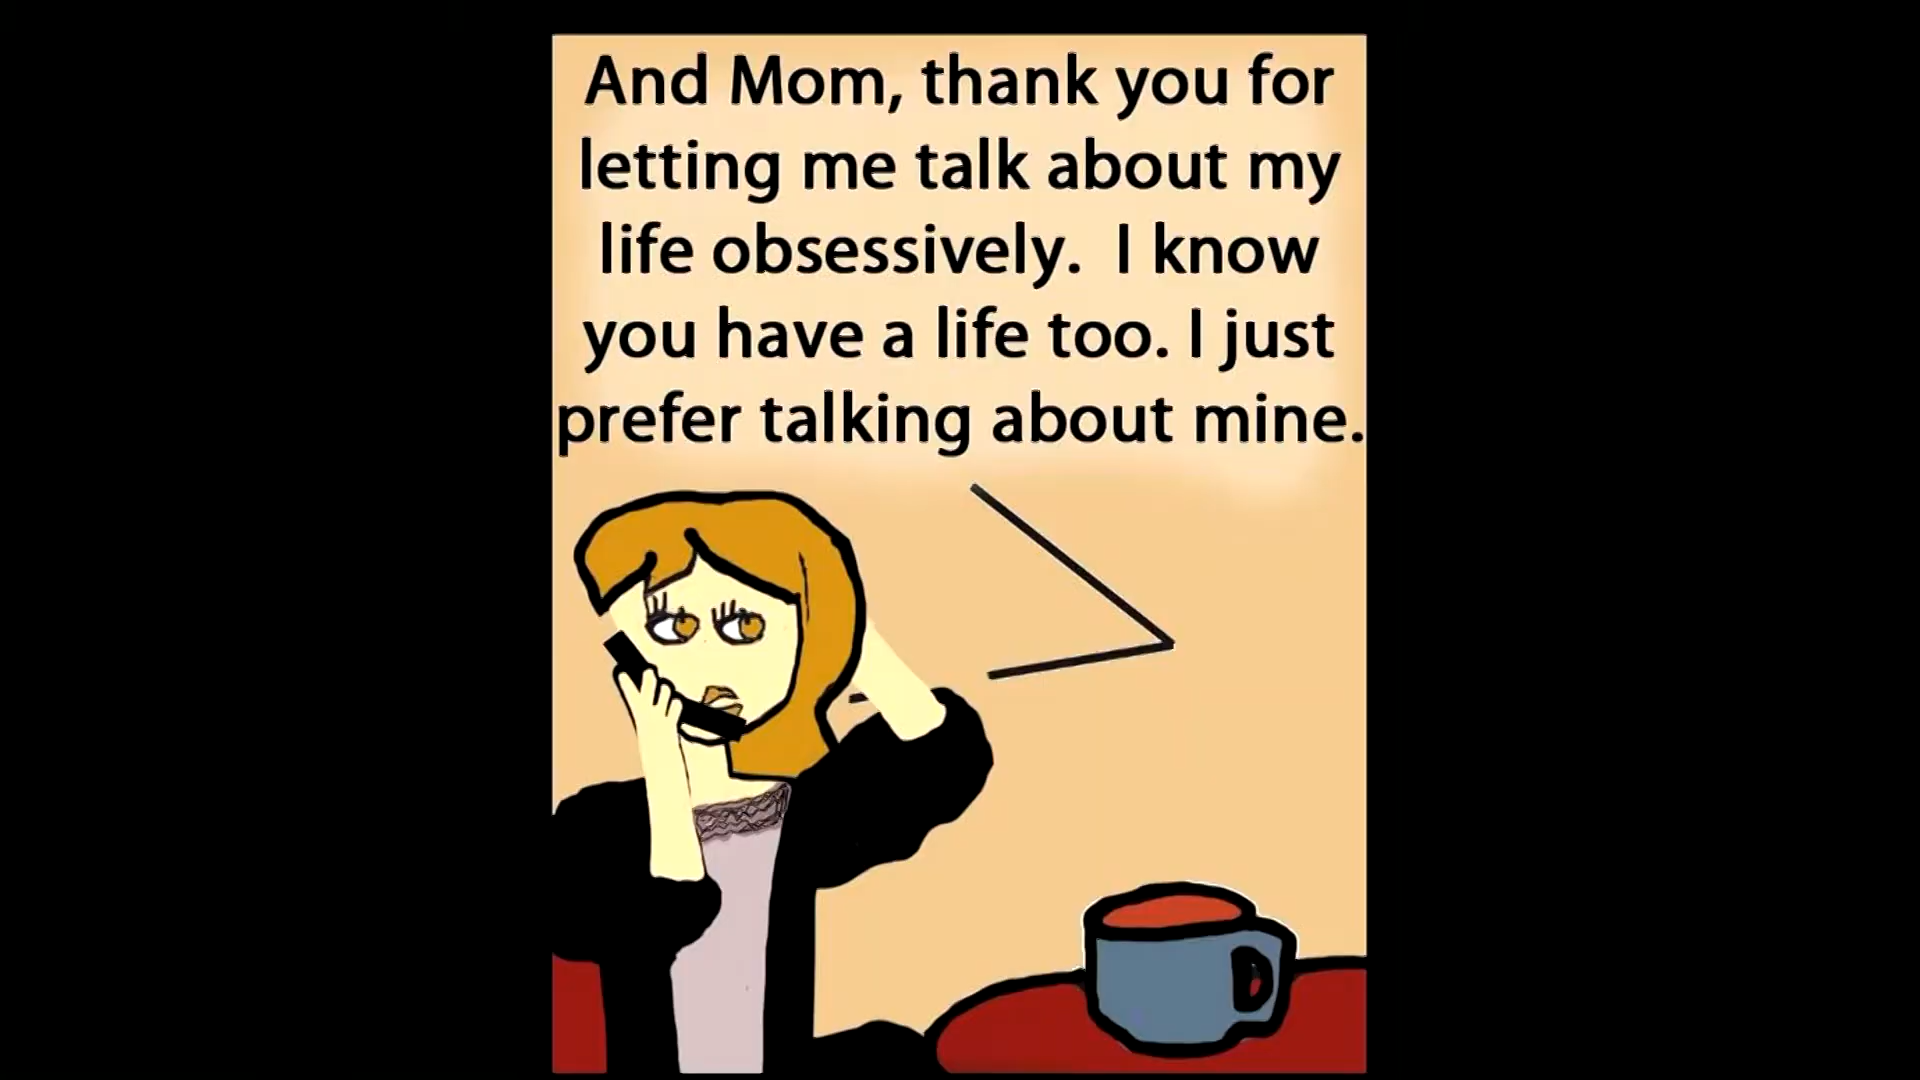 And Mom, thank you for
letting me talk about my
life obsessively.  I know
you have a life too. I just
prefer talking about mine.